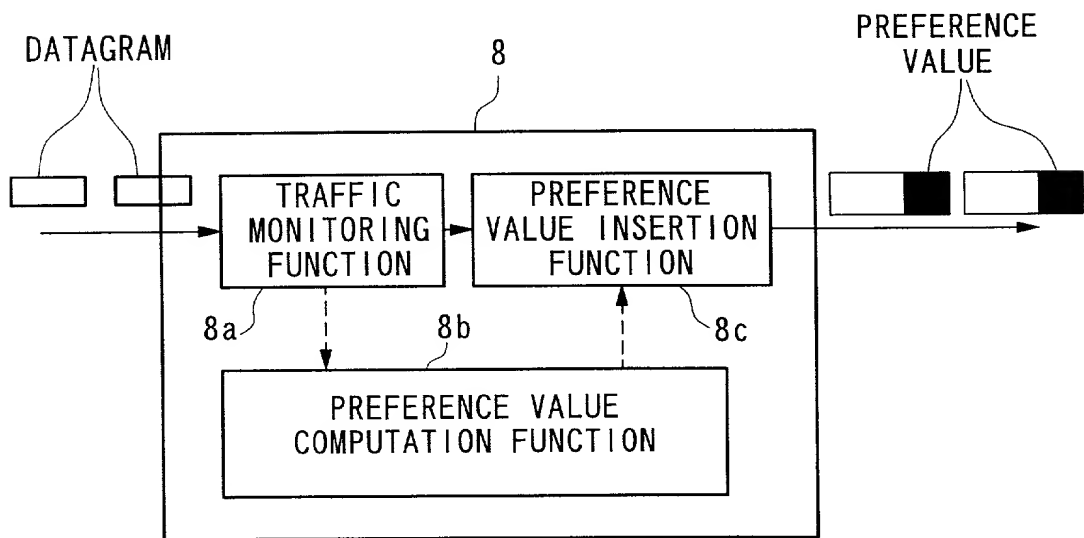 DATAGRAM
8
PREFERENCE
VALUE
TRAFFIC
MONITORING
FUNCTION
PREFERENCE
VALUE INSERTION
FUNCTION
8a
8b
8c
PREFERENCE VALUE
COMPUTATION FUNCTION